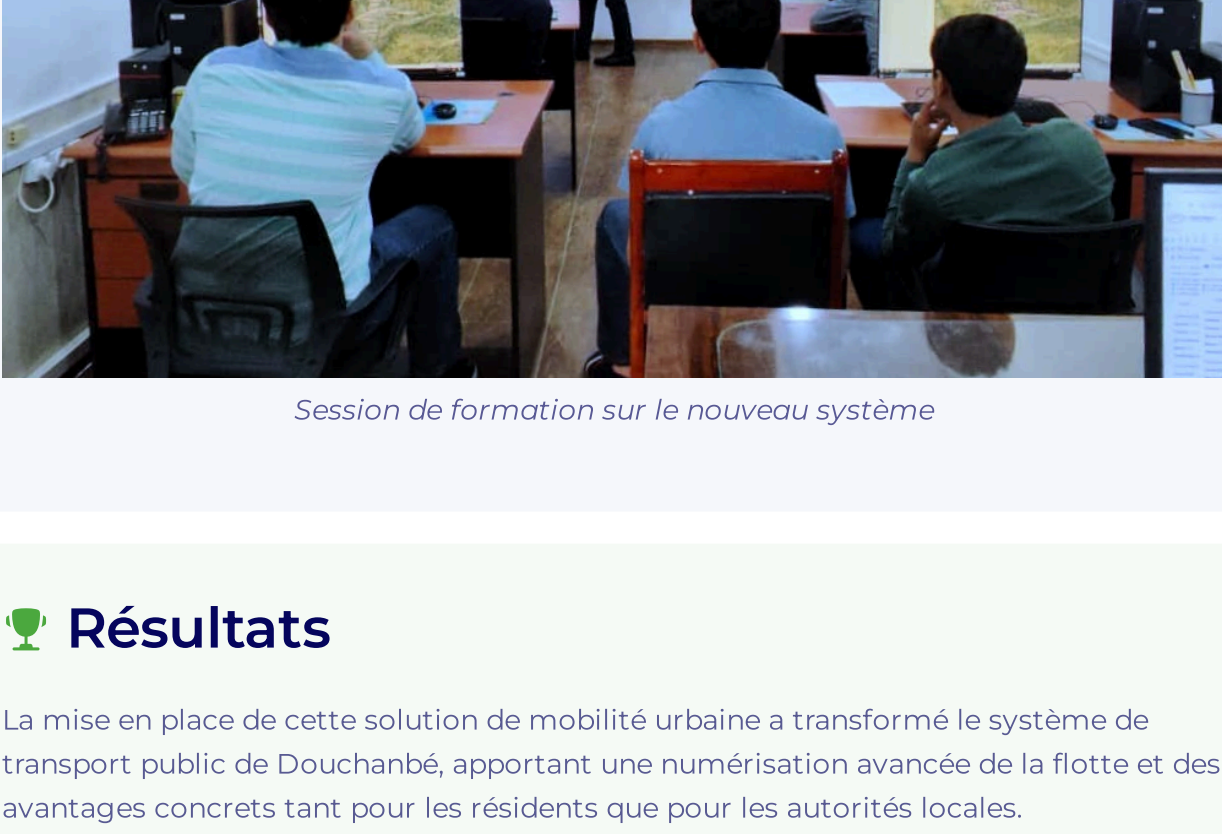 Session de formation sur le nouveau système
Résultats
La mise en place de cette solution de mobilité urbaine a transformé le système de
transport public de Douchanbé, apportant une numérisation avancée de la flotte et des
avantages concrets tant pour les résidents que pour les autorités locales.